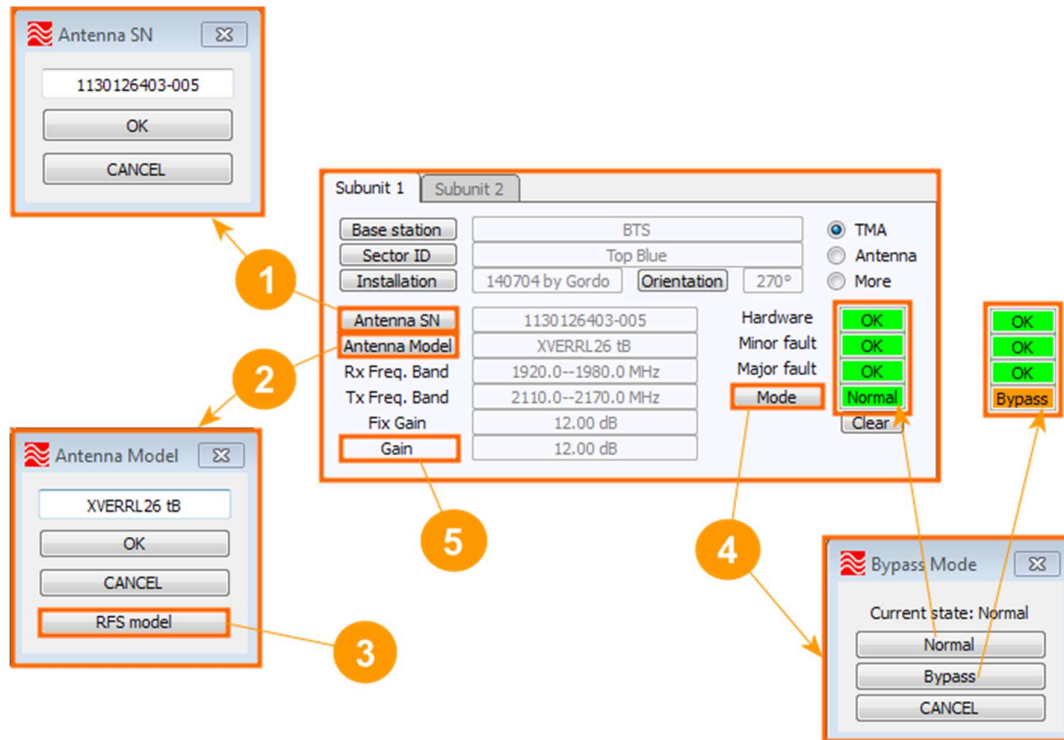 Antenna SN
1130126403-005
OK
CANCEL
1
2
Antenna Model
XVERRL26 tB
OK
CANCEL
RFS model
3
Subunit 1 Subunit 2
Base station BTS TMA
Sector ID Top Blue Antenna
Installation 140704 by Gordo Orientation 270° More
Antenna SN 1130126403-005 Hardware OK
Antenna Model XVERRL26 tB Minor fault OK
Rx Freq. Band 1920.0--1980.0 MHz Major fault OK
Tx Freq. Band 2110.0--2170.0 MHz Mode Normal
Fix Gain 12.00 dB Clear
Gain 12.00 dB
OK
OK
OK
Bypass
5
4
Bypass Mode
Current state: Normal
Normal
Bypass
CANCEL